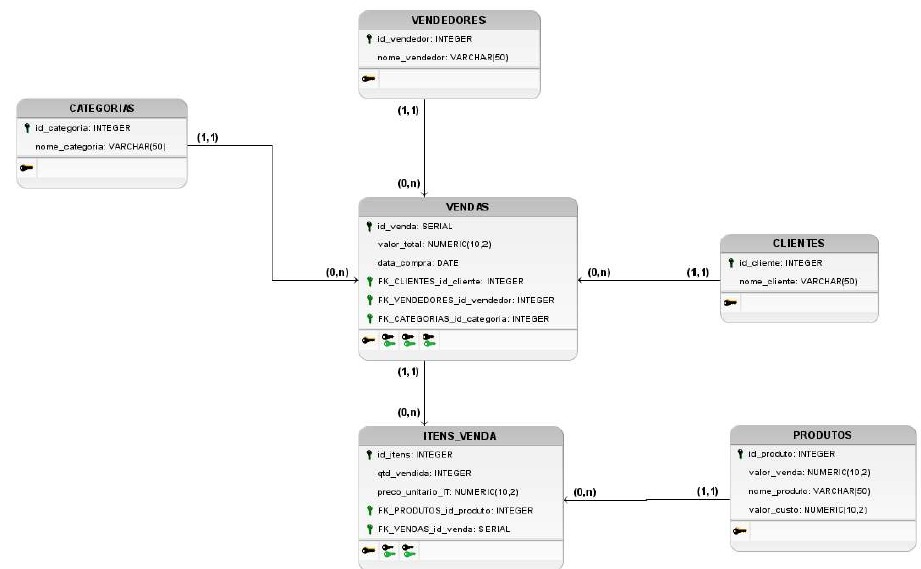 VENDEDORES
id_vendedor: INTEGER
nome_vendedor: VARCHAR(50)
CATEGORIAS
id_categoria: INTEGER
nome_categoria: VARCHAR(50)
(1,1)
(1,1)
(0,n)
VENDAS
id_venda: SERIAL
valor_total: NUMERIC(10,2)
data_compra: DATE
FK_CLIENTES_id_cliente: INTEGER
FK_VENDEDORES_id_vendedor: INTEGER
FK_CATEGORIAS_id_categoria: INTEGER
(0,n)
(0,n)
(1,1)
CLIENTES
id_cliente: INTEGER
nome_cliente: VARCHAR(50)
(1,1)
(0,n)
ITENS_VENDA
id_itens: INTEGER
qtd_vendida: INTEGER
preco_unitario_IT: NUMERIC(10,2)
FK_PRODUTOS_id_produto: INTEGER
FK_VENDAS_id_venda: SERIAL
(0,n)
(1,1)
PRODUTOS
id_produto: INTEGER
valor_venda: NUMERIC(10,2)
nome_produto: VARCHAR(50)
valor_custo: NUMERIC(10,2)